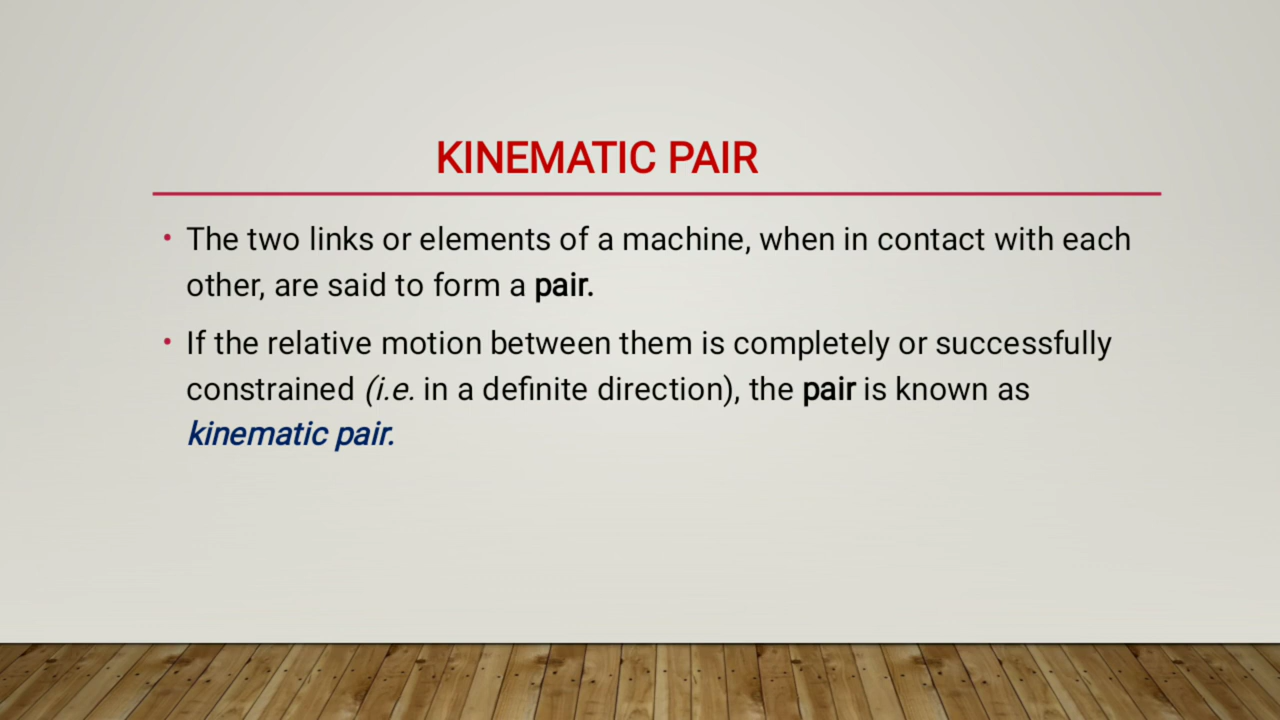 KINEMATIC PAIR
• The two links or elements of a machine, when in contact with each
other, are said to form a pair.
• If the relative motion between them is completely or successfully
constrained (i.e. in a definite direction), the pair is known as
kinematic pair.